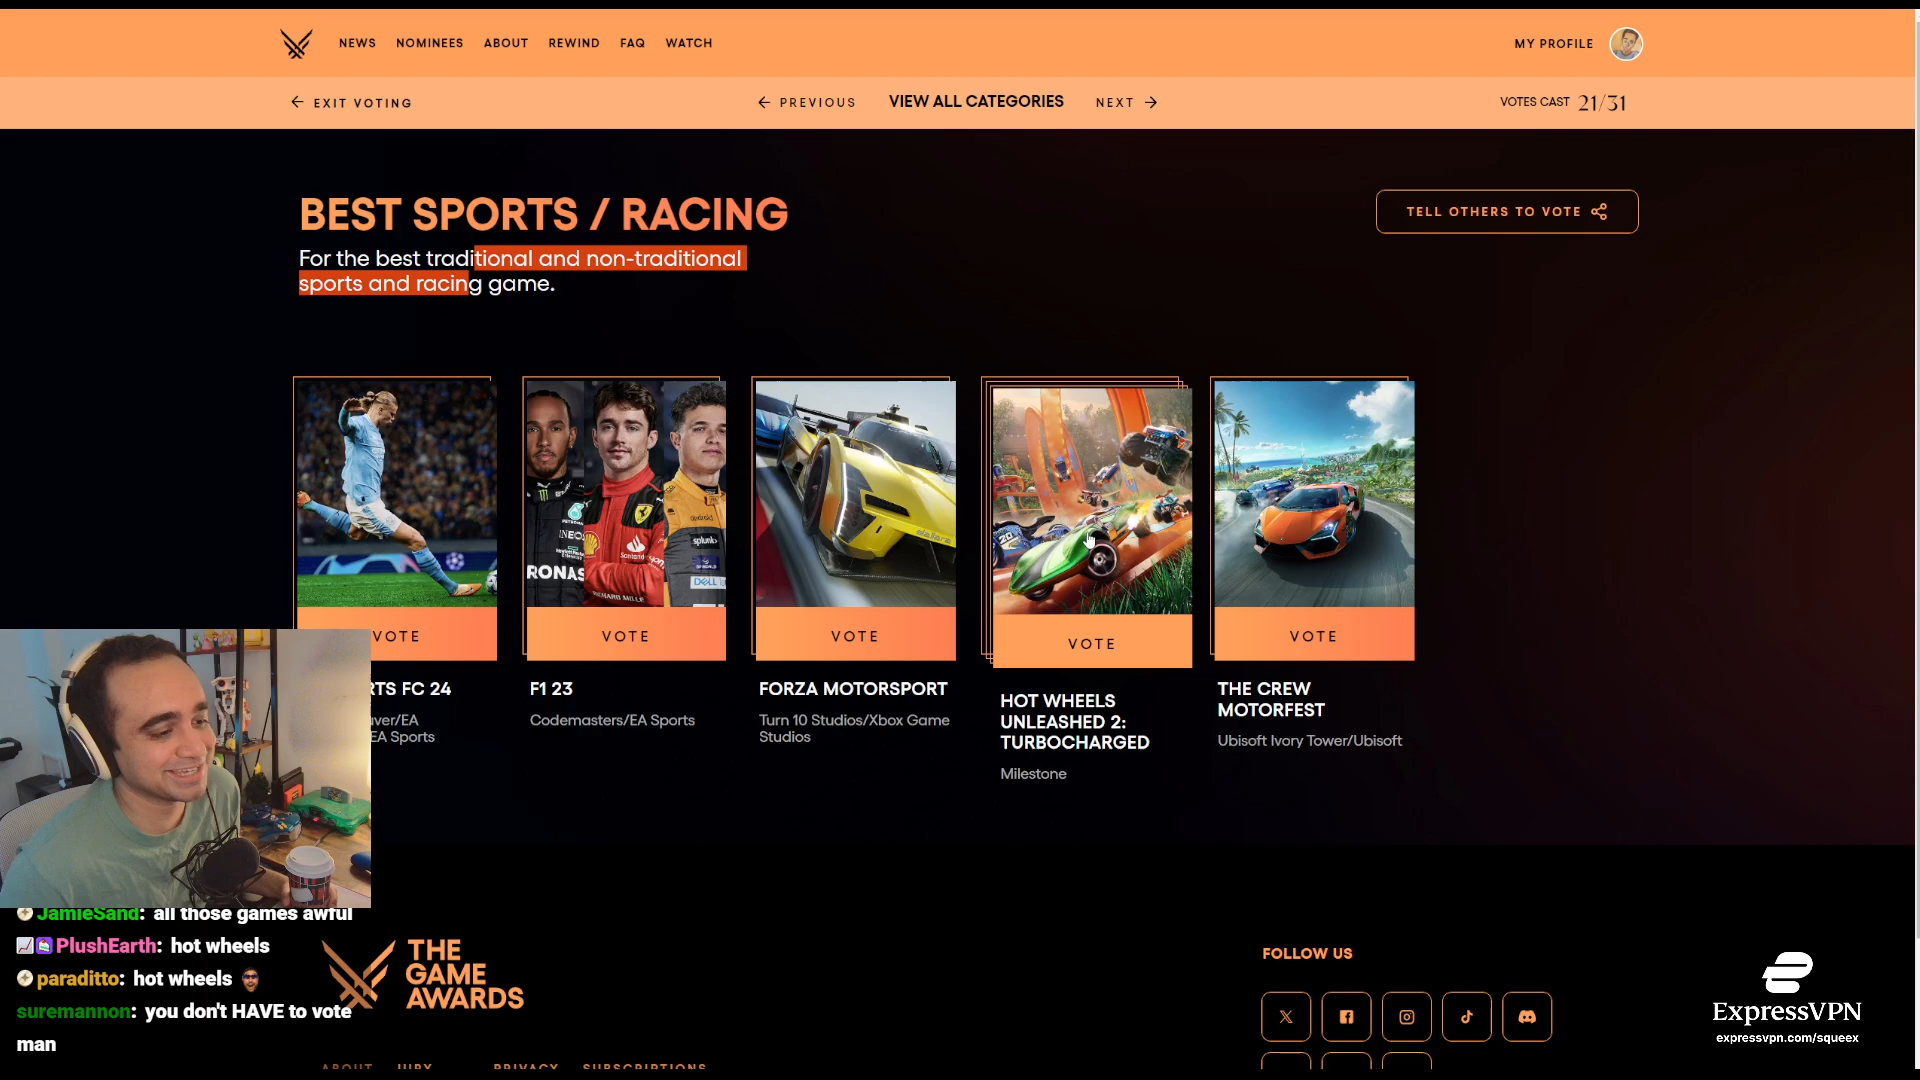 NEWS NOMINEES ABOUT REWIND FAQ WATCH MY PROFILE
EXIT VOTING PREVIOUS VIEW ALL CATEGORIES NEXT VOTES CAST 21/31
BEST SPORTS / RACING
TELL OTHERS TO VOTE
For the best traditional and non-traditional
sports and racing game.
VOTE VOTE VOTE VOTE VOTE
RTS FC 24
EA Sports
F1 23
Codemasters/EA Sports
FORZA MOTORSPORT
Turn 10 Studios/Xbox Game
Studios
HOT WHEELS
UNLEASHED 2:
TURBOCHARGED
Milestone
THE CREW
MOTORFEST
Ubisoft Ivory Tower/Ubisoft
JamieSand: all those games awful
PlushEarth: hot wheels
paraditto: hot wheels
suremannon: you don't HAVE to vote
man
THE
GAME
AWARDS
FOLLOW US
ExpressVPN
expressvpn.com/squeex
ABOUT JURY PRIVACY SUBSCRIPTIONS